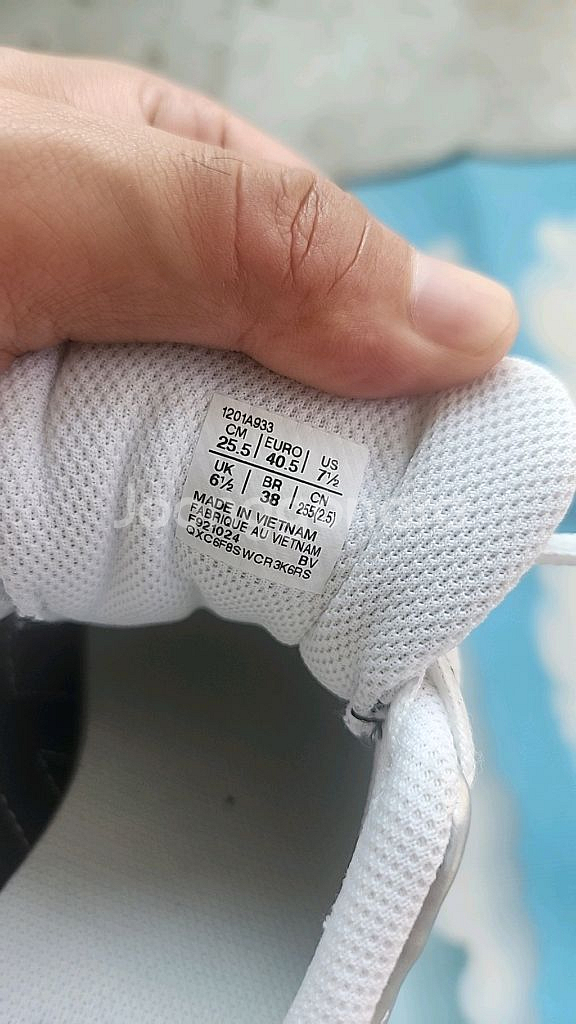 1201A933
CM 25.5 | EURO 40.5 | US 7½
UK 6½ | BR 38 | CN 255(2.5)
MADE IN VIETNAM
FABRIQUE AU VIETNAM
F921024 BV
QXC6F8SWCR3K6RS